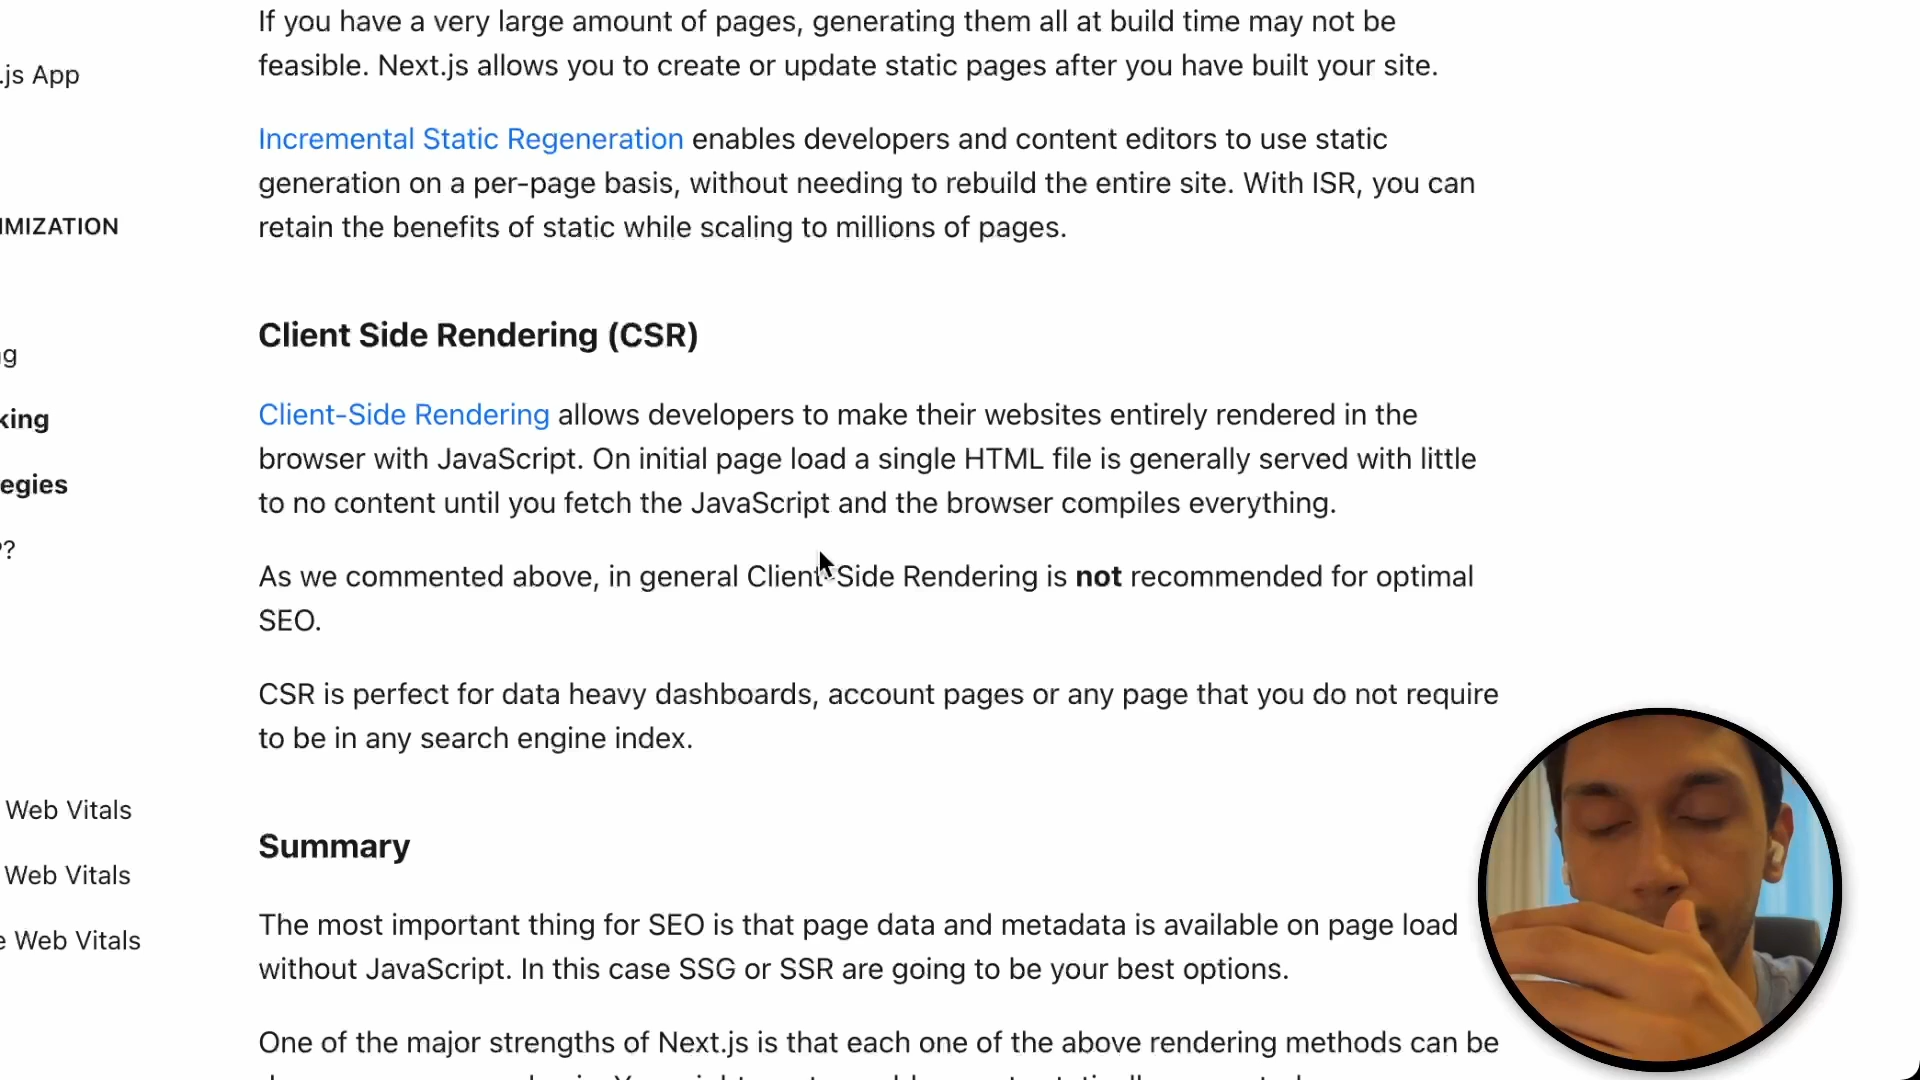 If you have a very large amount of pages, generating them all at build time may not be
feasible. Next.js allows you to create or update static pages after you have built your site.
.js App
Incremental Static Regeneration enables developers and content editors to use static
generation on a per-page basis, without needing to rebuild the entire site. With ISR, you can
retain the benefits of static while scaling to millions of pages.
IMIZATION
Client Side Rendering (CSR)
Client-Side Rendering allows developers to make their websites entirely rendered in the
browser with JavaScript. On initial page load a single HTML file is generally served with little
to no content until you fetch the JavaScript and the browser compiles everything.
king
egies
As we commented above, in general Client-Side Rendering is not recommended for optimal
SEO.
CSR is perfect for data heavy dashboards, account pages or any page that you do not require
to be in any search engine index.
Web Vitals
Web Vitals
e Web Vitals
Summary
The most important thing for SEO is that page data and metadata is available on page load
without JavaScript. In this case SSG or SSR are going to be your best options.
One of the major strengths of Next.js is that each one of the above rendering methods can be